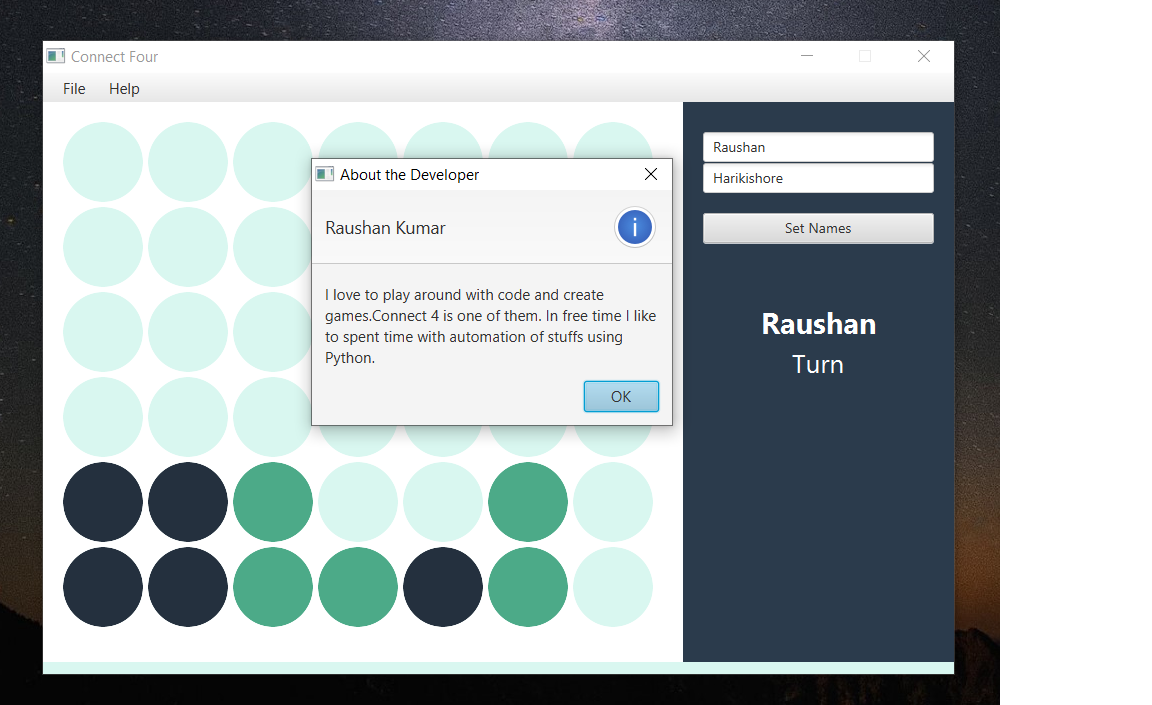 Connect Four
File Help
About the Developer
Raushan Kumar
i
I love to play around with code and create
games.Connect 4 is one of them. In free time I like
to spent time with automation of stuffs using
Python.
OK
Raushan
Harikishore
Set Names
Raushan
Turn